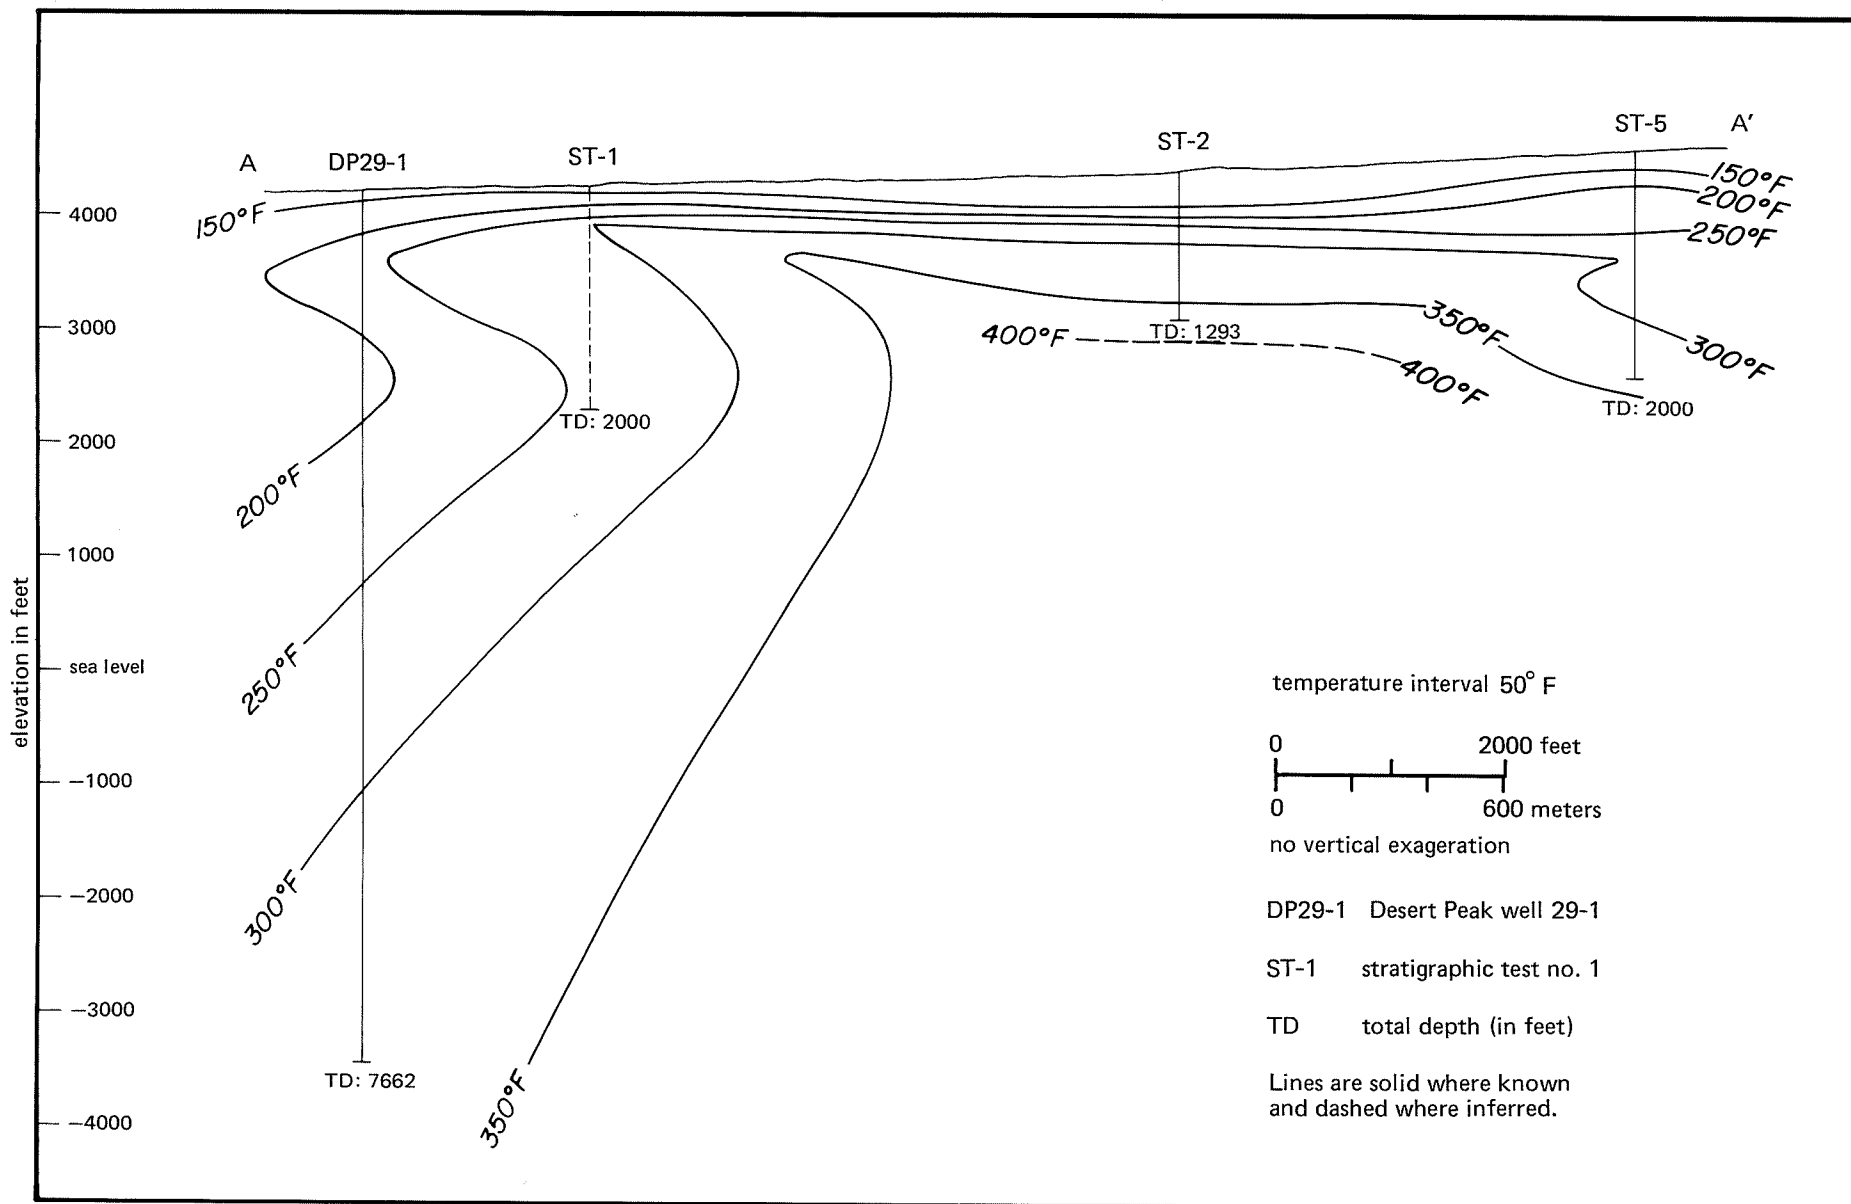 A
DP29-1
ST-1
ST-2
ST-5
A′
150°F
150°F
200°F
250°F
4000
3000
2000
1000
sea level
−1000
−2000
−3000
−4000
elevation in feet
400°F
TD: 1293
350°F
400°F
300°F
TD: 2000
TD: 2000
200°F
250°F
300°F
350°F
TD: 7662
temperature interval 50° F
0 2000 feet
0 600 meters
no vertical exageration
DP29-1 Desert Peak well 29-1
ST-1 stratigraphic test no. 1
TD total depth (in feet)
Lines are solid where known
and dashed where inferred.